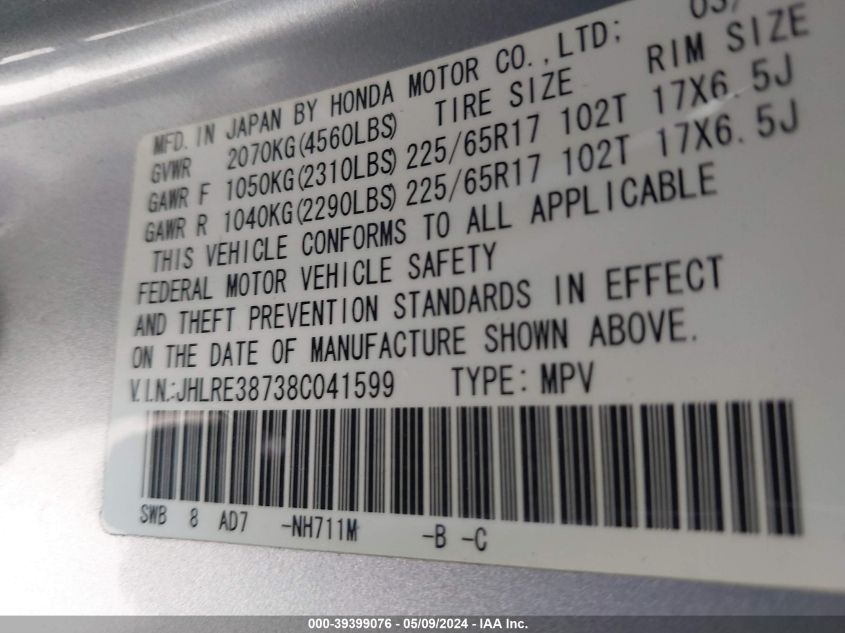 MFD. IN JAPAN BY HONDA MOTOR CO., LTD; 03/
GVWR 2070KG(4560LBS) TIRE SIZE RIM SIZE
GAWR F 1050KG(2310LBS) 225/65R17 102T 17X6.5J
GAWR R 1040KG(2290LBS) 225/65R17 102T 17X6.5J
THIS VEHICLE CONFORMS TO ALL APPLICABLE
FEDERAL MOTOR VEHICLE SAFETY
AND THEFT PREVENTION STANDARDS IN EFFECT
ON THE DATE OF MANUFACTURE SHOWN ABOVE.
V.I.N.:JHLRE38738C041599 TYPE: MPV
SWB 8 AD7 -NH711M -B -C
000-39399076 - 05/09/2024 - IAA Inc.